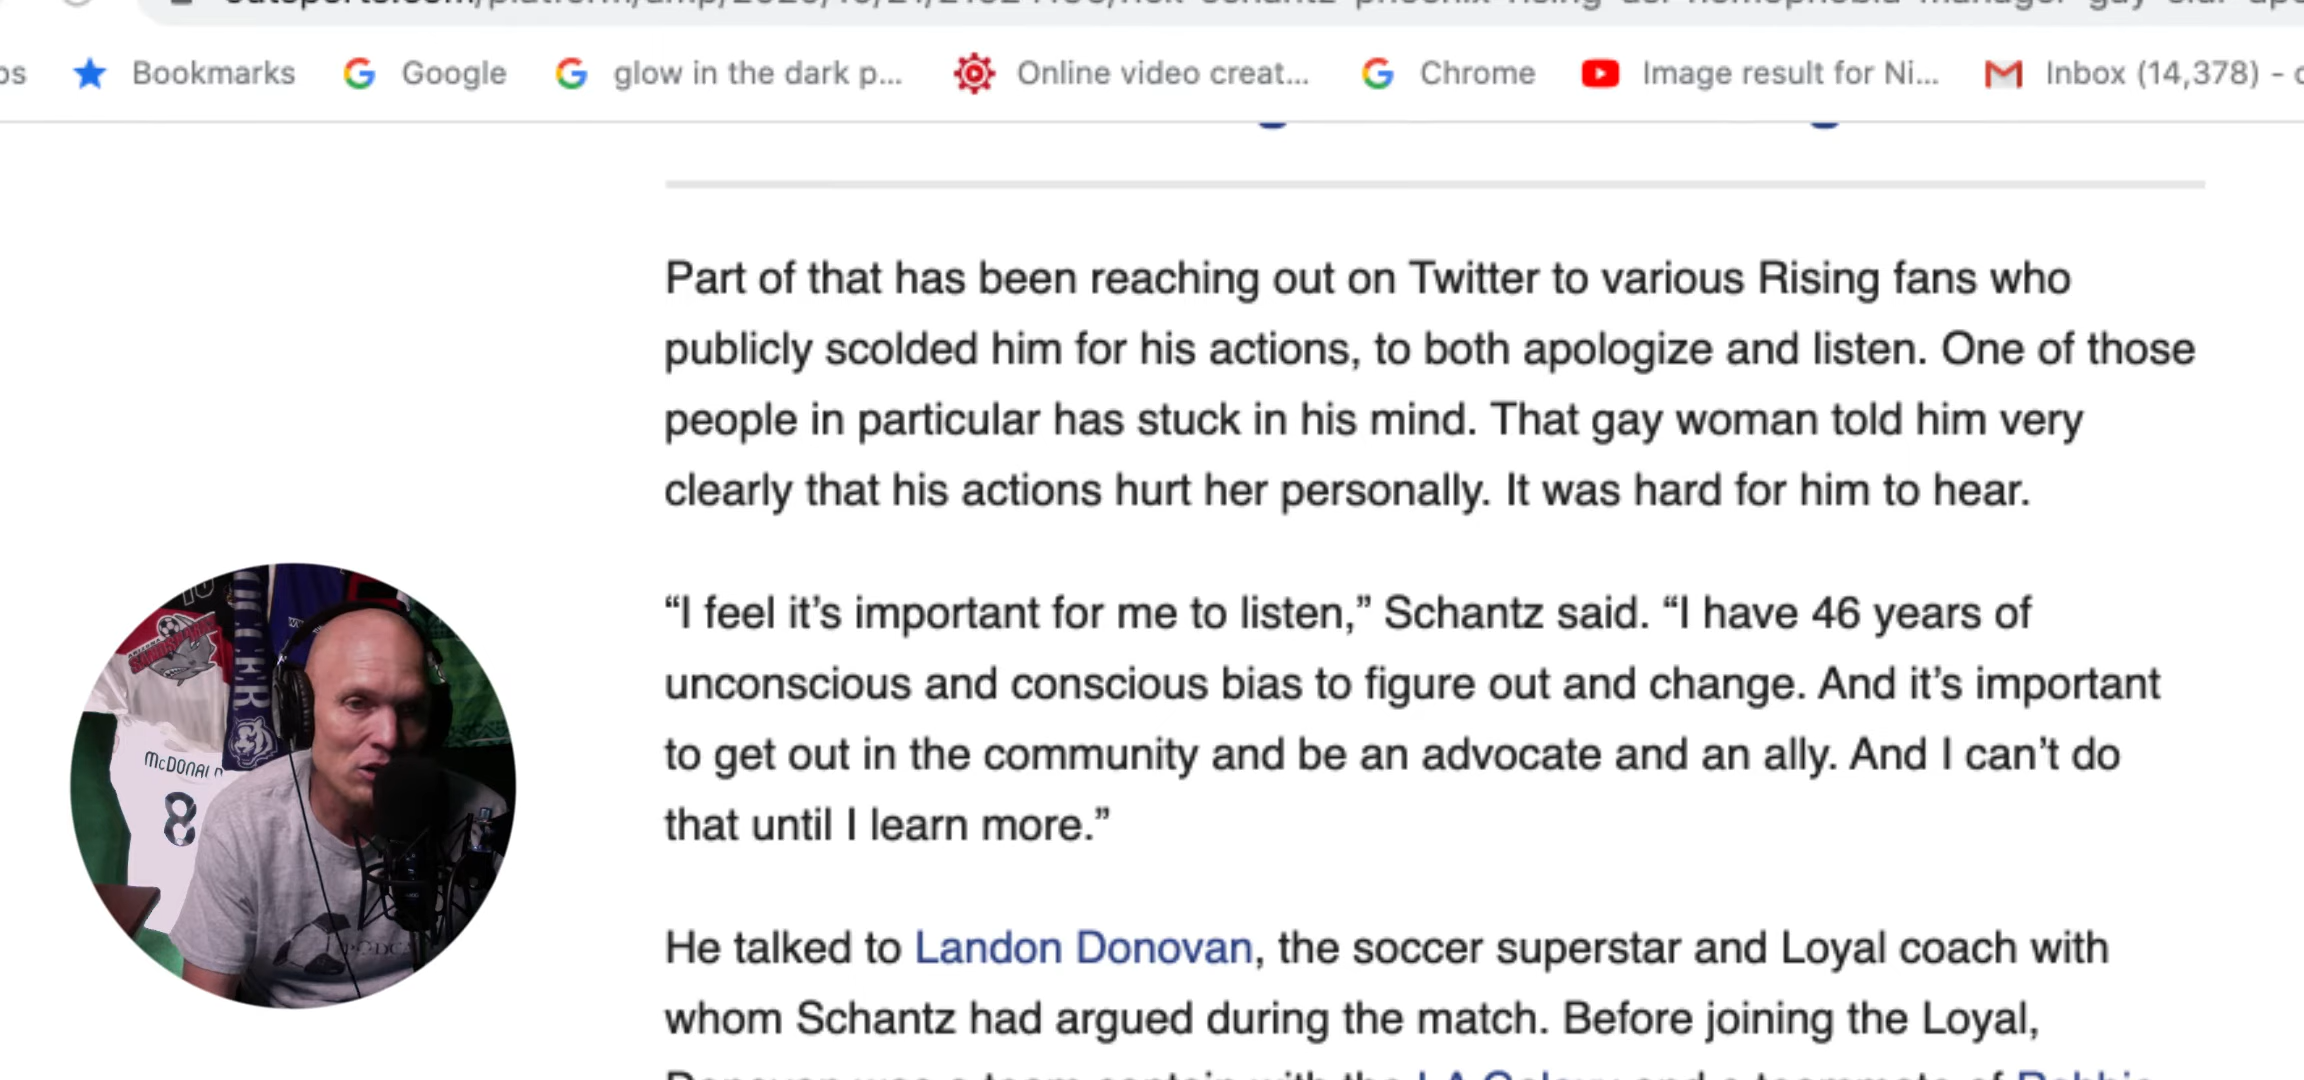 Bookmarks Google glow in the dark p... Online video creat... Chrome Image result for Ni... Inbox (14,378) -
Part of that has been reaching out on Twitter to various Rising fans who
publicly scolded him for his actions, to both apologize and listen. One of those
people in particular has stuck in his mind. That gay woman told him very
clearly that his actions hurt her personally. It was hard for him to hear.
“I feel it’s important for me to listen,” Schantz said. “I have 46 years of
unconscious and conscious bias to figure out and change. And it’s important
to get out in the community and be an advocate and an ally. And I can’t do
that until I learn more.”
He talked to Landon Donovan, the soccer superstar and Loyal coach with
whom Schantz had argued during the match. Before joining the Loyal,
McDONALD
8